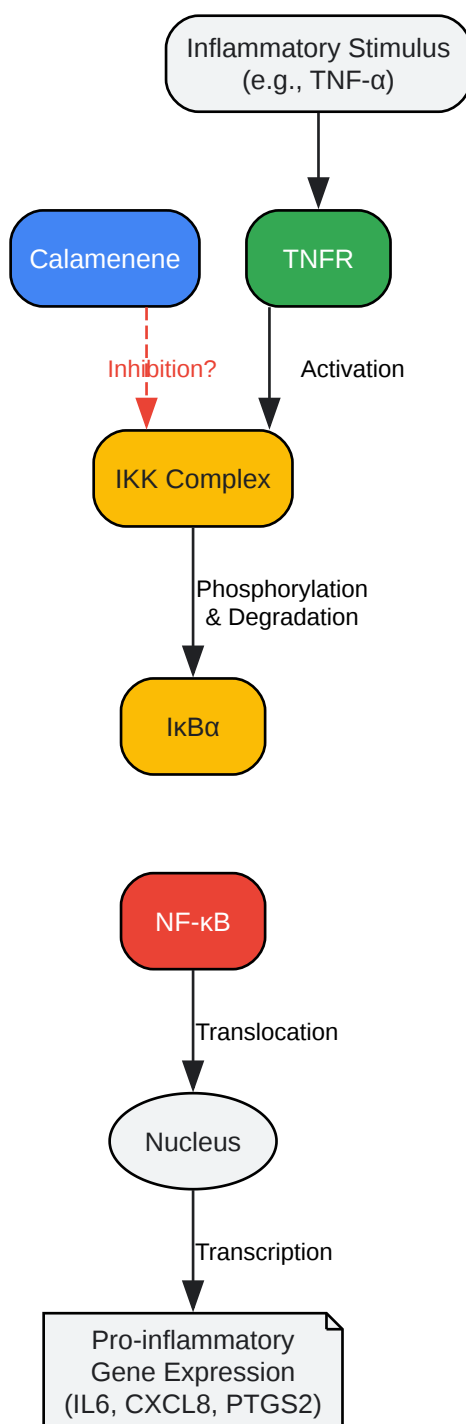 Inflammatory Stimulus
(e.g., TNF-α)
Calamenene
TNFR
Inhibition?
Activation
IKK Complex
Phosphorylation
& Degradation
IκBα
NF-κB
Translocation
Nucleus
Transcription
Pro-inflammatory
Gene Expression
(IL6, CXCL8, PTGS2)